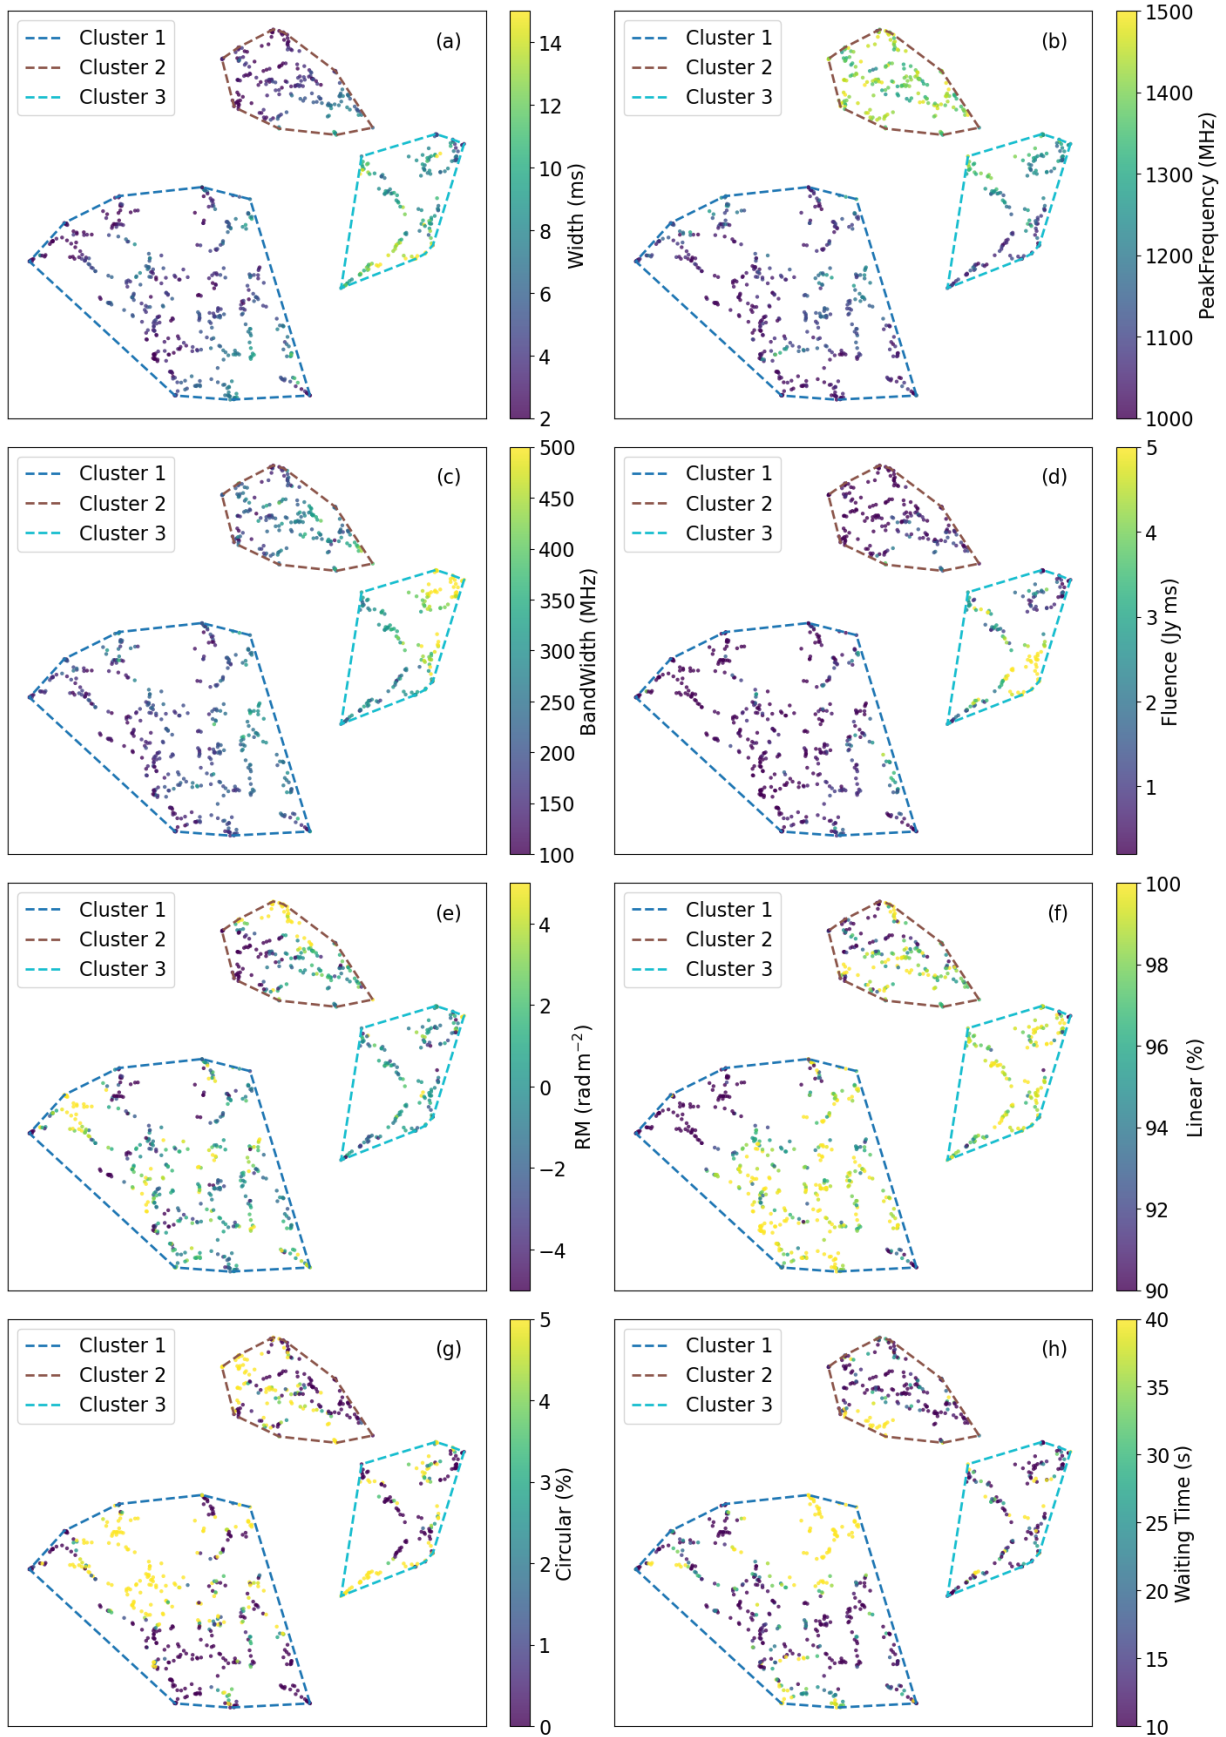 Cluster 1
Cluster 2
Cluster 3
(a)
14
12
10
8
6
4
2
Width (ms)
Cluster 1
Cluster 2
Cluster 3
(b)
1500
1400
1300
1200
1100
1000
PeakFrequency (MHz)
Cluster 1
Cluster 2
Cluster 3
(c)
500
450
400
350
300
250
200
150
100
BandWidth (MHz)
Cluster 1
Cluster 2
Cluster 3
(d)
5
4
3
2
1
Fluence (Jy ms)
Cluster 1
Cluster 2
Cluster 3
(e)
4
2
0
−2
−4
RM (rad m⁻²)
Cluster 1
Cluster 2
Cluster 3
(f)
100
98
96
94
92
90
Linear (%)
Cluster 1
Cluster 2
Cluster 3
(g)
5
4
3
2
1
0
Circular (%)
Cluster 1
Cluster 2
Cluster 3
(h)
40
35
30
25
20
15
10
Waiting Time (s)